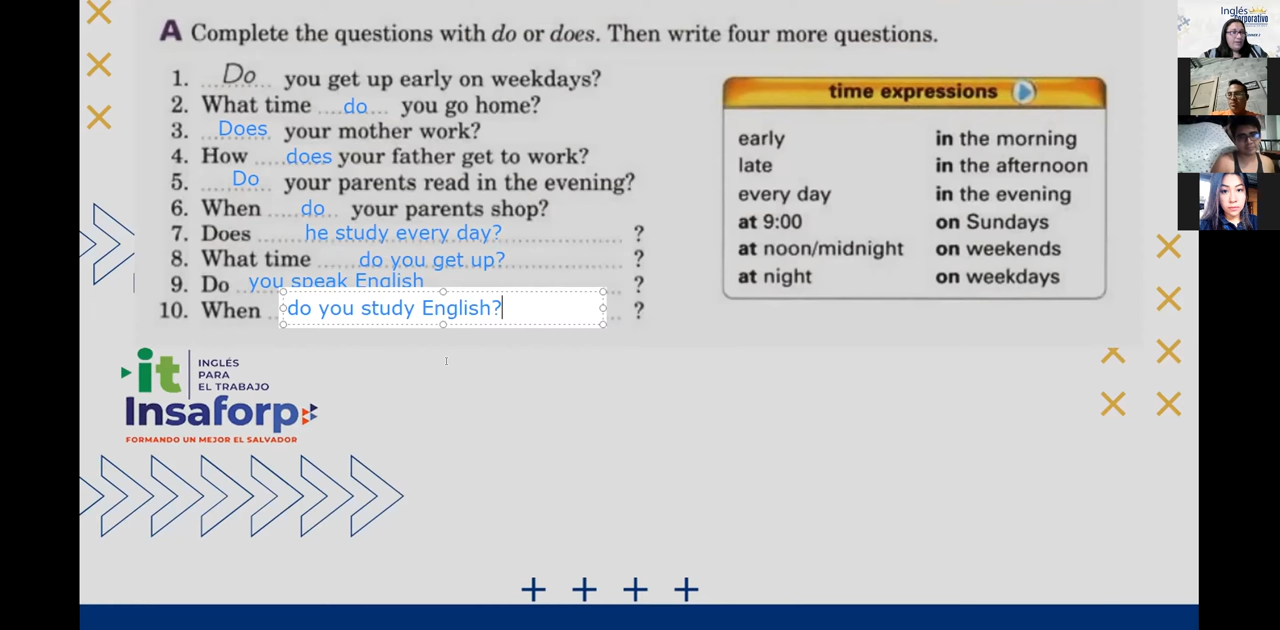 A Complete the questions with do or does. Then write four more questions.
1. Do you get up early on weekdays?
2. What time do you go home?
3. Does your mother work?
4. How does your father get to work?
5. Do your parents read in the evening?
6. When do your parents shop?
7. Does he study every day? ?
8. What time do you get up? ?
9. Do you speak English ?
10. When do you study English? ?
time expressions
early in the morning
late in the afternoon
every day in the evening
at 9:00 on Sundays
at noon/midnight on weekends
at night on weekdays
it INGLÉS
PARA
EL TRABAJO
Insaforp
FORMANDO UN MEJOR EL SALVADOR
Inglés
Corporativo